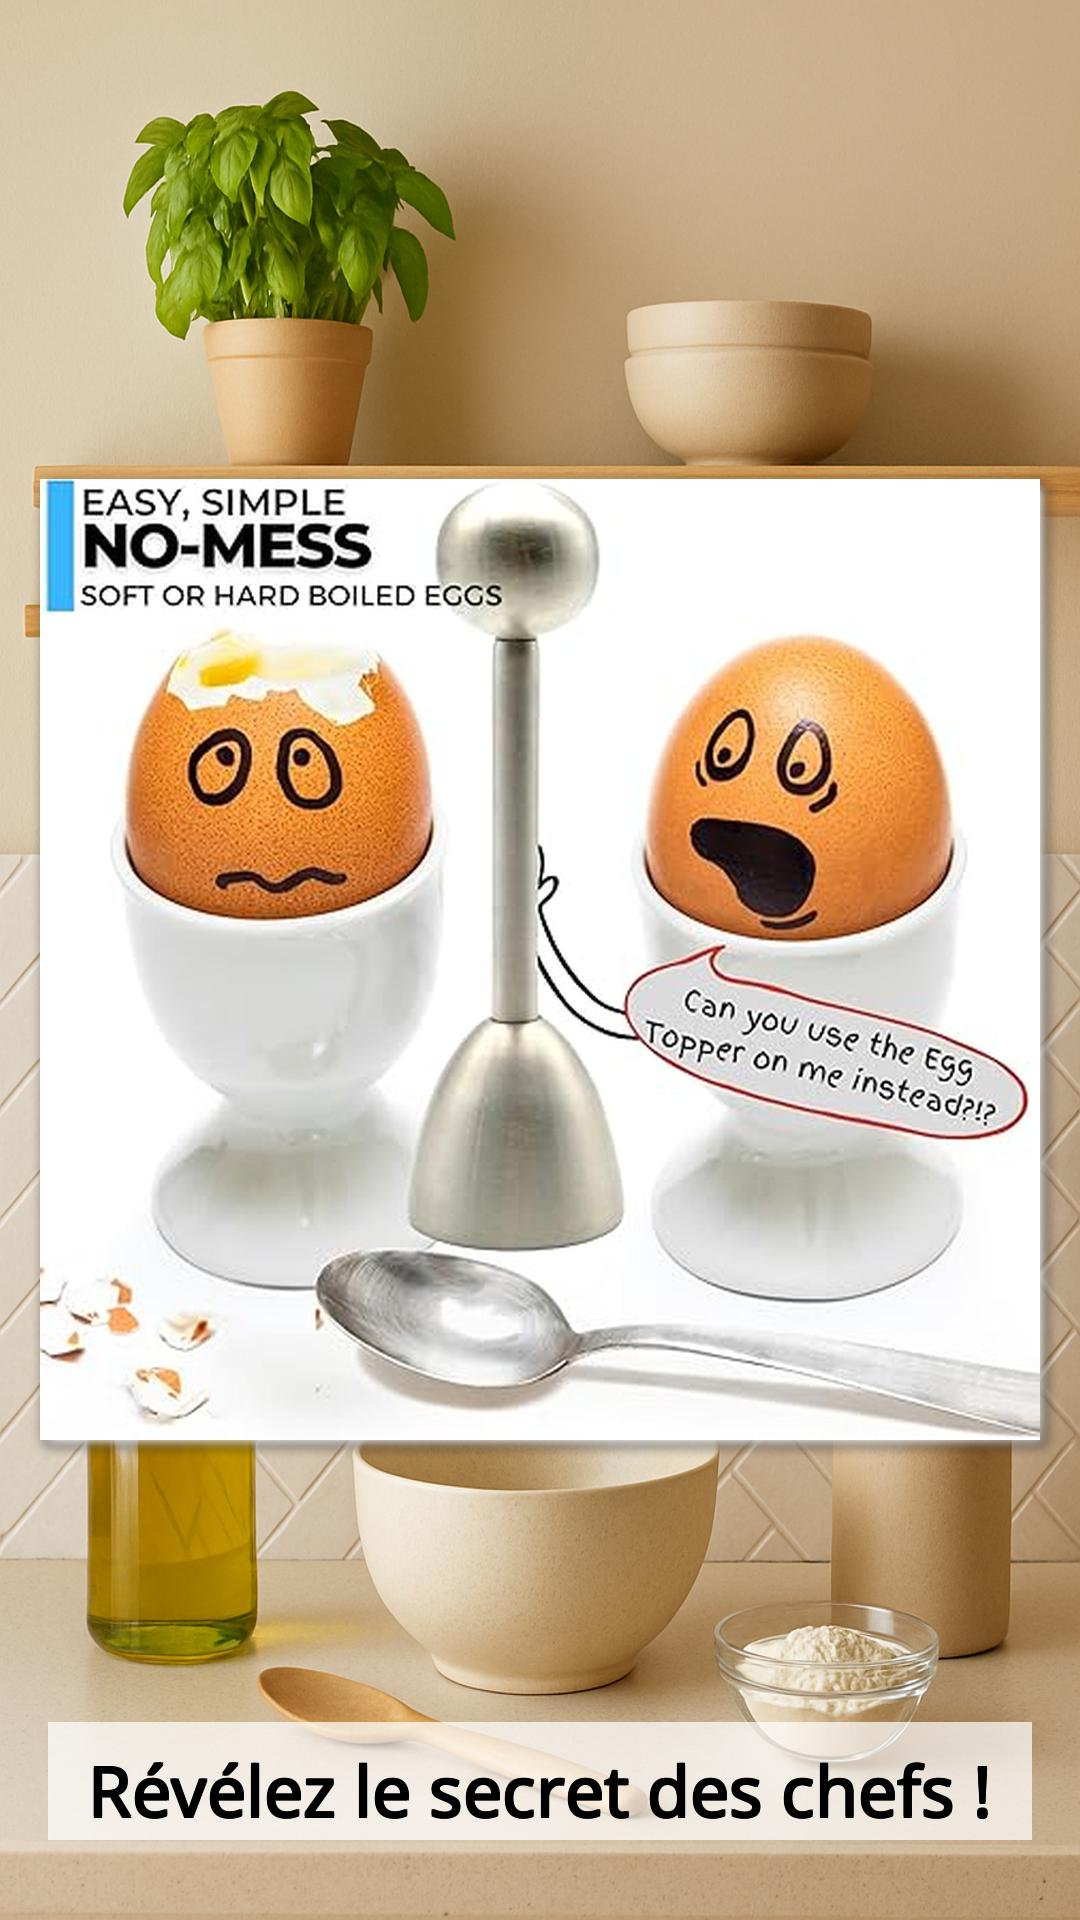 EASY, SIMPLE
NO-MESS
SOFT OR HARD BOILED EGGS
Can you use the Egg
Topper on me instead?!?
Révélez le secret des chefs !